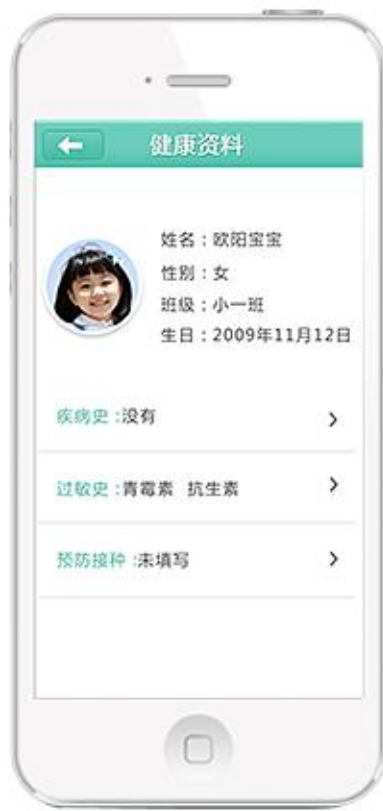 健康资料
姓名：欧阳宝宝
性别：女
班级：小一班
生日：2009年11月12日
疾病史：没有
过敏史：青霉素 抗生素
预防接种：未填写